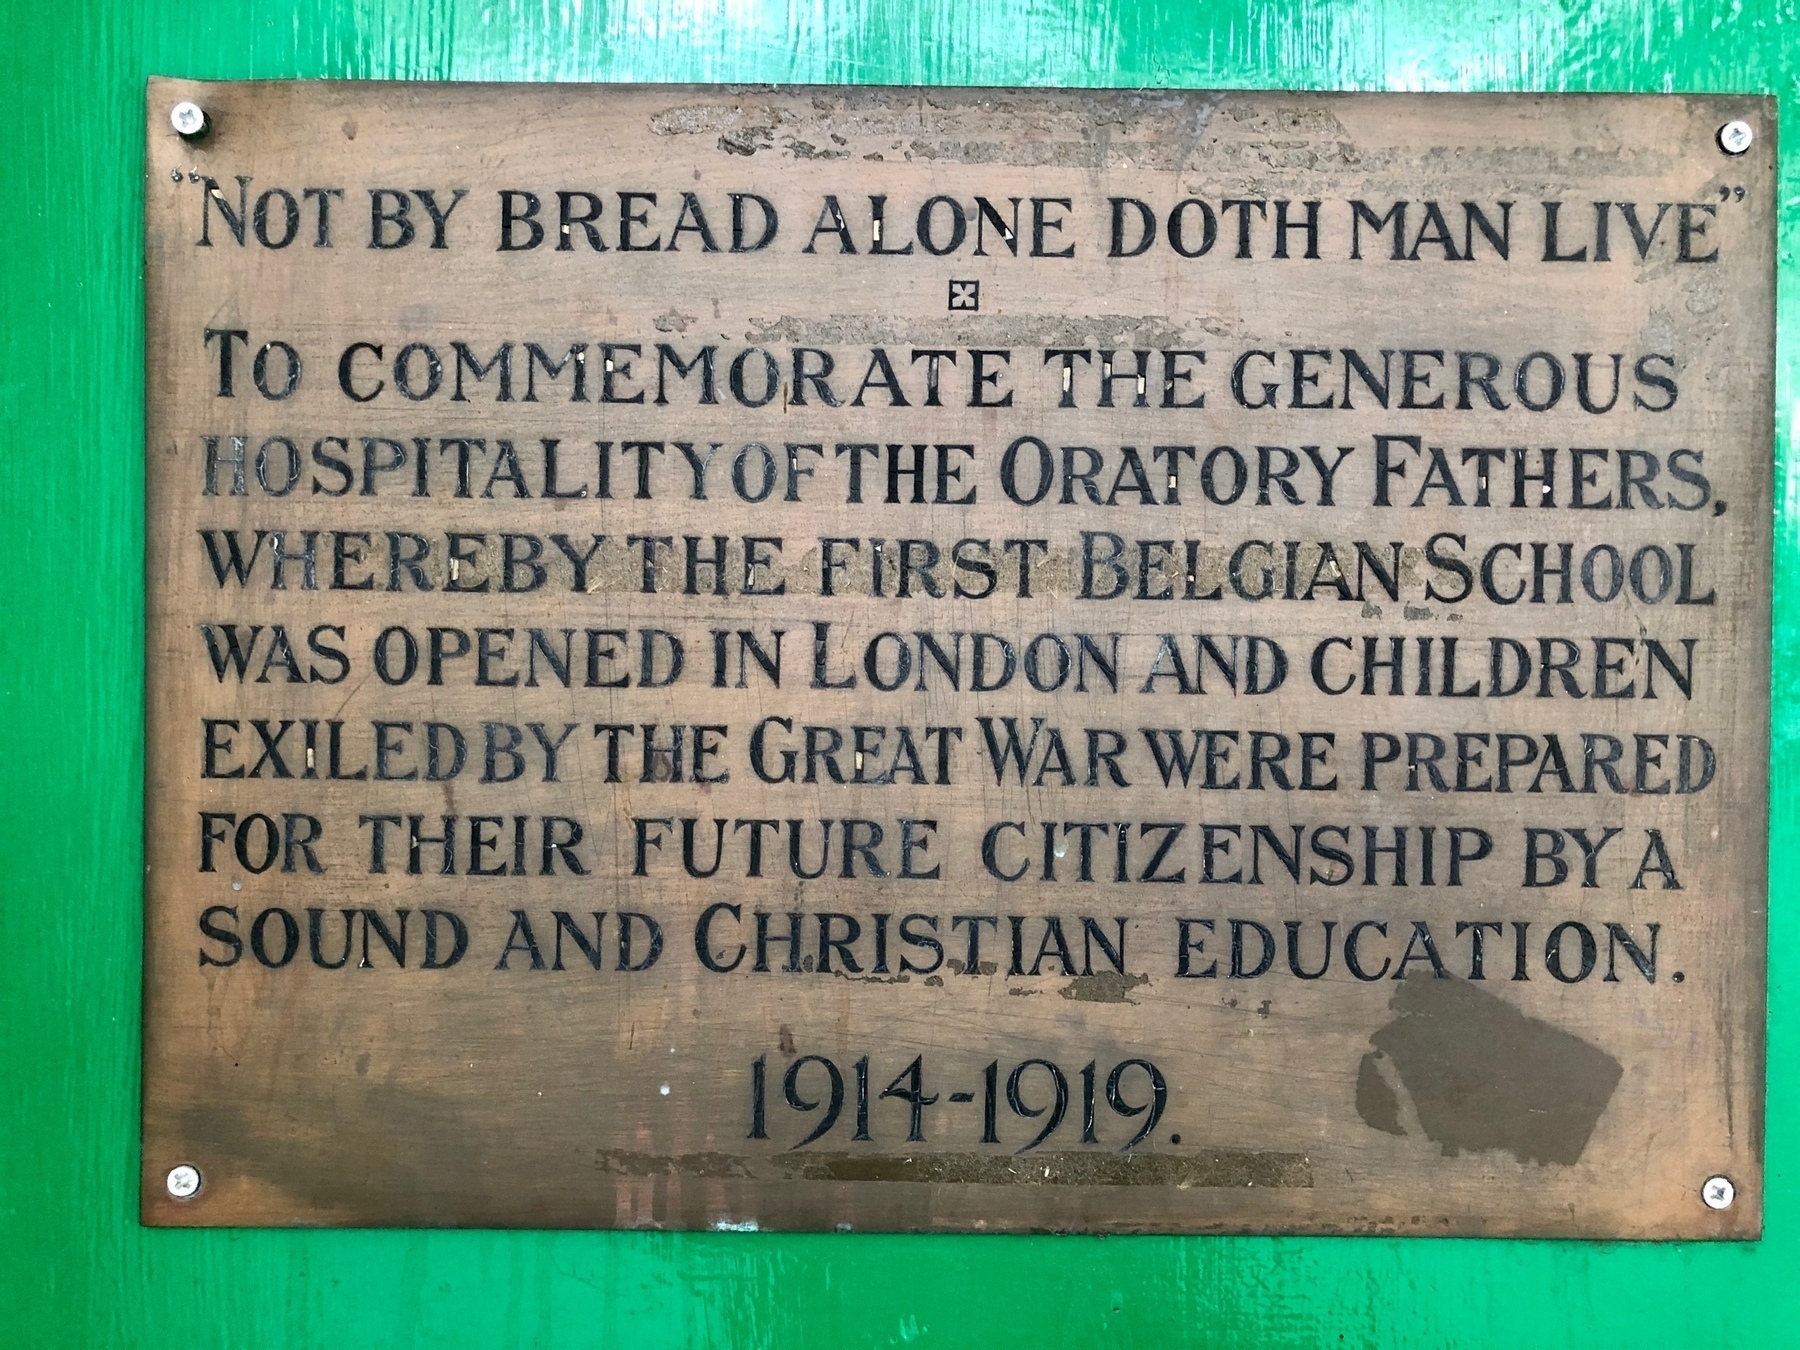 “NOT BY BREAD ALONE DOTH MAN LIVE”
TO COMMEMORATE THE GENEROUS
HOSPITALITY OF THE ORATORY FATHERS,
WHEREBY THE FIRST BELGIAN SCHOOL
WAS OPENED IN LONDON AND CHILDREN
EXILED BY THE GREAT WAR WERE PREPARED
FOR THEIR FUTURE CITIZENSHIP BY A
SOUND AND CHRISTIAN EDUCATION.
1914-1919.